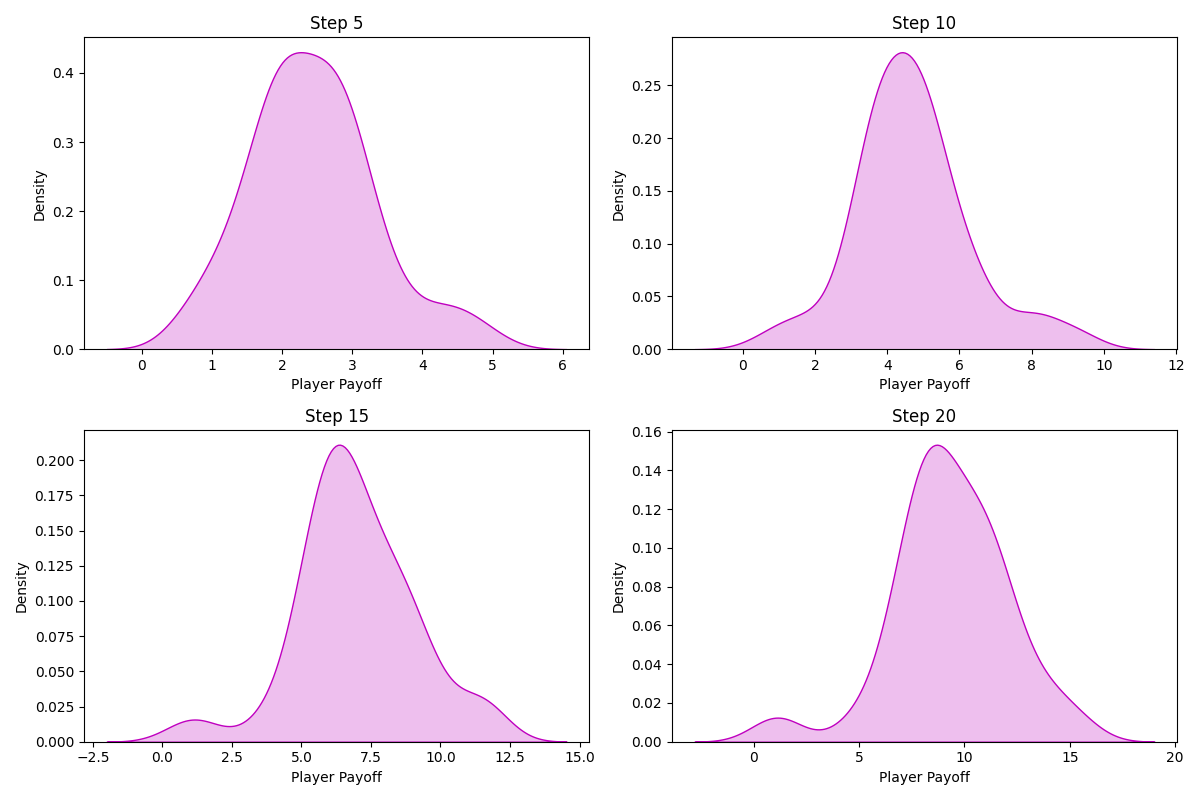 Step 5
0.4
0.3
0.2
0.1
0.0
Density
0 1 2 3 4 5 6
Player Payoff
Step 10
0.25
0.20
0.15
0.10
0.05
0.00
Density
0 2 4 6 8 10 12
Player Payoff
Step 15
0.200
0.175
0.150
0.125
0.100
0.075
0.050
0.025
0.000
Density
−2.5 0.0 2.5 5.0 7.5 10.0 12.5 15.0
Player Payoff
Step 20
0.16
0.14
0.12
0.10
0.08
0.06
0.04
0.02
0.00
Density
0 5 10 15 20
Player Payoff